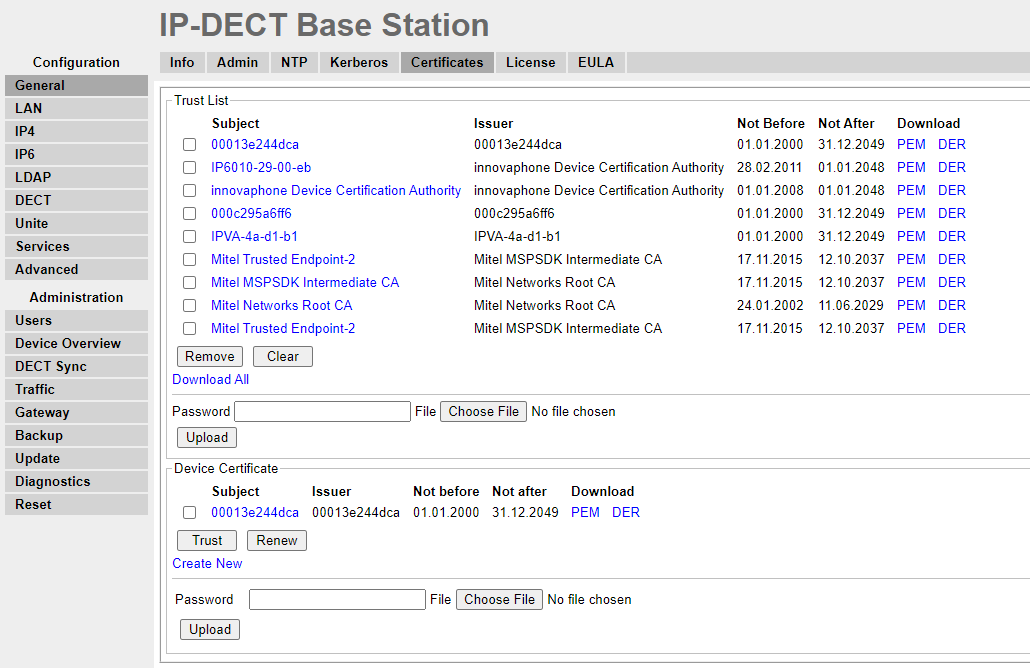 IP-DECT Base Station
Configuration
General
LAN
IP4
IP6
LDAP
DECT
Unite
Services
Advanced
Administration
Users
Device Overview
DECT Sync
Traffic
Gateway
Backup
Update
Diagnostics
Reset
Info Admin NTP Kerberos Certificates License EULA
Trust List
Subject Issuer Not Before Not After Download
00013e244dca 00013e244dca 01.01.2000 31.12.2049 PEM DER
IP6010-29-00-eb innovaphone Device Certification Authority 28.02.2011 01.01.2048 PEM DER
innovaphone Device Certification Authority innovaphone Device Certification Authority 01.01.2008 01.01.2048 PEM DER
000c295a6ff6 000c295a6ff6 01.01.2000 31.12.2049 PEM DER
IPVA-4a-d1-b1 IPVA-4a-d1-b1 01.01.2000 31.12.2049 PEM DER
Mitel Trusted Endpoint-2 Mitel MSPSDK Intermediate CA 17.11.2015 12.10.2037 PEM DER
Mitel MSPSDK Intermediate CA Mitel Networks Root CA 17.11.2015 12.10.2037 PEM DER
Mitel Networks Root CA Mitel Networks Root CA 24.01.2002 11.06.2029 PEM DER
Mitel Trusted Endpoint-2 Mitel MSPSDK Intermediate CA 17.11.2015 12.10.2037 PEM DER
Remove Clear
Download All
Password File Choose File No file chosen
Upload
Device Certificate
Subject Issuer Not before Not after Download
00013e244dca 00013e244dca 01.01.2000 31.12.2049 PEM DER
Trust Renew
Create New
Password File Choose File No file chosen
Upload